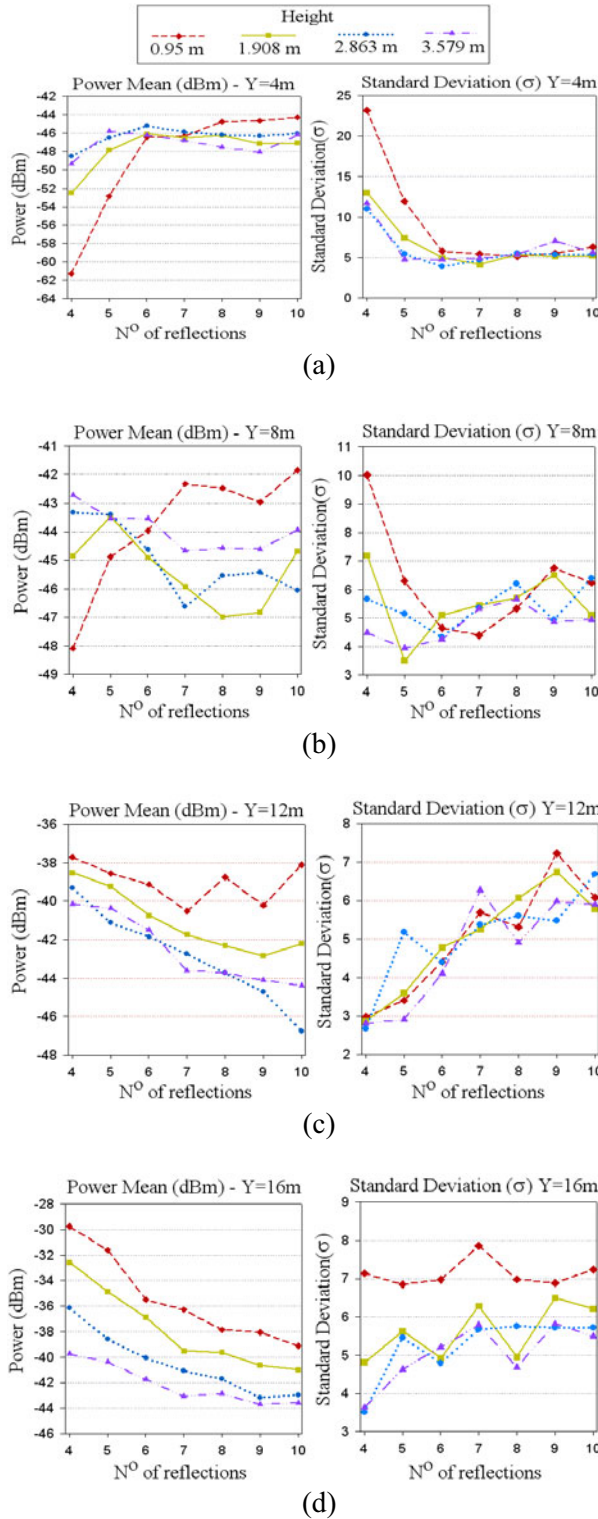 Height
0.95 m 1.908 m 2.863 m 3.579 m
Power Mean (dBm) - Y=4m
Power (dBm)
-42
-44
-46
-48
-50
-52
-54
-56
-58
-60
-62
-64
4 5 6 7 8 9 10
Nº of reflections
Standard Deviation (σ) - Y=4m
Standard Deviation(σ)
25
20
15
10
5
0
4 5 6 7 8 9 10
Nº of reflections
(a)
Power Mean (dBm) - Y=8m
Power (dBm)
-41
-42
-43
-44
-45
-46
-47
-48
-49
4 5 6 7 8 9 10
Nº of reflections
Standard Deviation (σ) Y=8m
Standard Deviation(σ)
11
10
9
8
7
6
5
4
3
4 5 6 7 8 9 10
Nº of reflections
(b)
Power Mean (dBm) - Y=12m
Power (dBm)
-36
-38
-40
-42
-44
-46
-48
4 5 6 7 8 9 10
Nº of reflections
Standard Deviation (σ) Y=12m
Standard Deviation(σ)
8
7
6
5
4
3
2
4 5 6 7 8 9 10
Nº of reflections
(c)
Power Mean (dBm) - Y=16m
Power (dBm)
-28
-30
-32
-34
-36
-38
-40
-42
-44
-46
4 5 6 7 8 9 10
Nº of reflections
Standard Deviation (σ) Y=16m
Standard Deviation(σ)
9
8
7
6
5
4
3
4 5 6 7 8 9 10
Nº of reflections
(d)